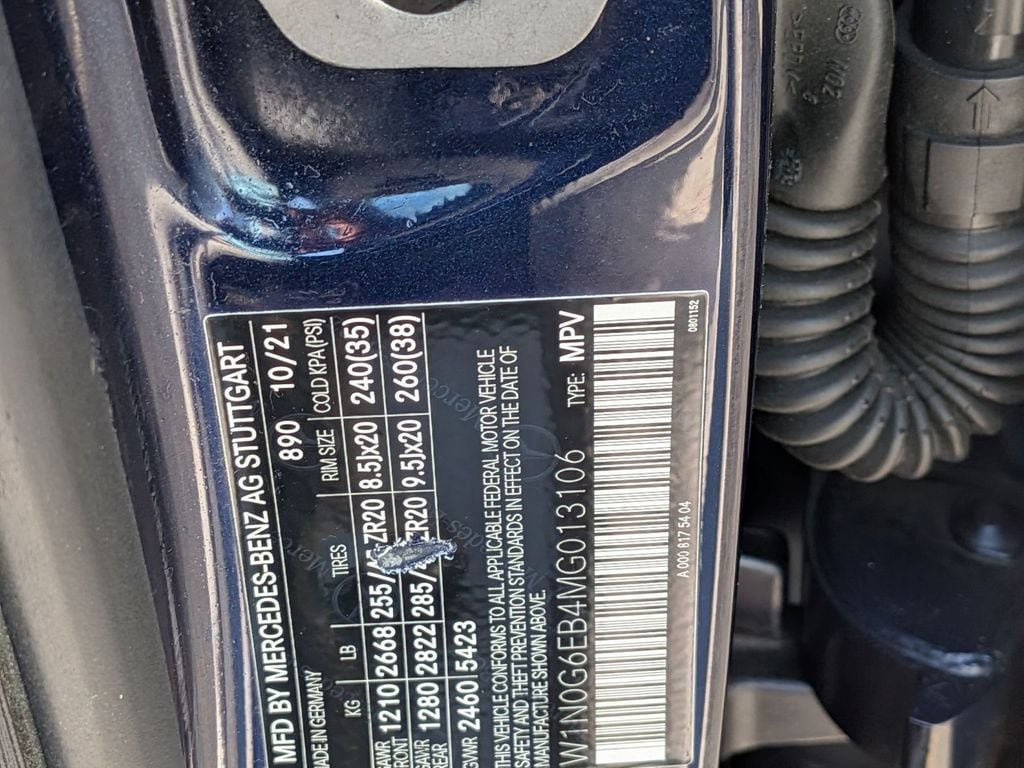 MFD BY MERCEDES-BENZ AG STUTTGART
MADE IN GERMANY 890 10/21
KG LB TIRES RIM SIZE COLD KPA (PSI)
GAWR FRONT 1210 2668 255/ ZR20 8.5Jx20 240(35)
GAWR REAR 1280 2822 285/ ZR20 9.5Jx20 260(38)
GVWR 2460 5423
THIS VEHICLE CONFORMS TO ALL APPLICABLE FEDERAL MOTOR VEHICLE
SAFETY AND THEFT PREVENTION STANDARDS IN EFFECT ON THE DATE OF
MANUFACTURE SHOWN ABOVE.
W1N0G6EB4MG013106 TYPE: MPV
A 000 817 54 04 0801152